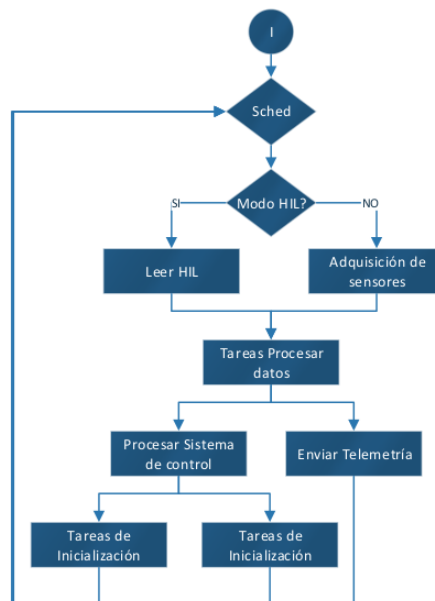 I
Sched
Modo HIL?
SI
NO
Leer HIL
Adquisición de
sensores
Tareas Procesar
datos
Procesar Sistema
de control
Enviar Telemetría
Tareas de
Inicialización
Tareas de
Inicialización